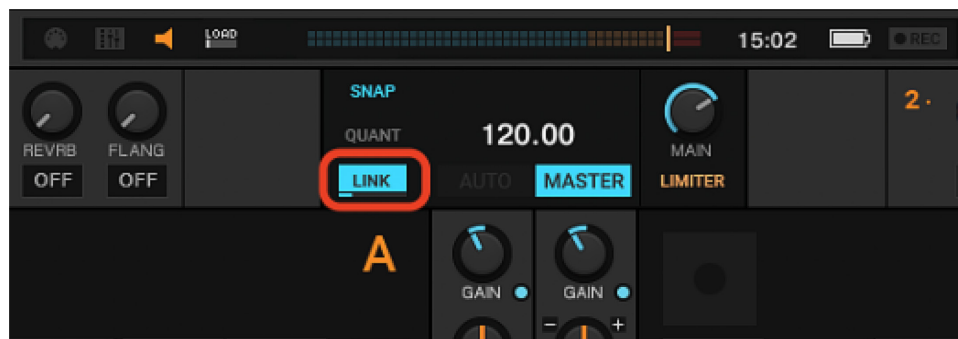 LOAD 15:02 REC
SNAP 2
QUANT 120.00
REVRB FLANG MAIN
OFF OFF LINK AUTO MASTER LIMITER
A
GAIN GAIN
- +